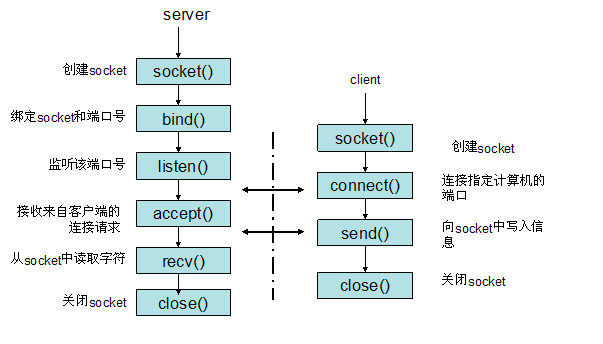 server
创建socket
socket()
绑定socket和端口号
bind()
监听该端口号
listen()
接收来自客户端的
连接请求
accept()
从socket中读取字符
recv()
关闭socket
close()
client
socket()
创建socket
connect()
连接指定计算机的
端口
send()
向socket中写入信
息
close()
关闭socket